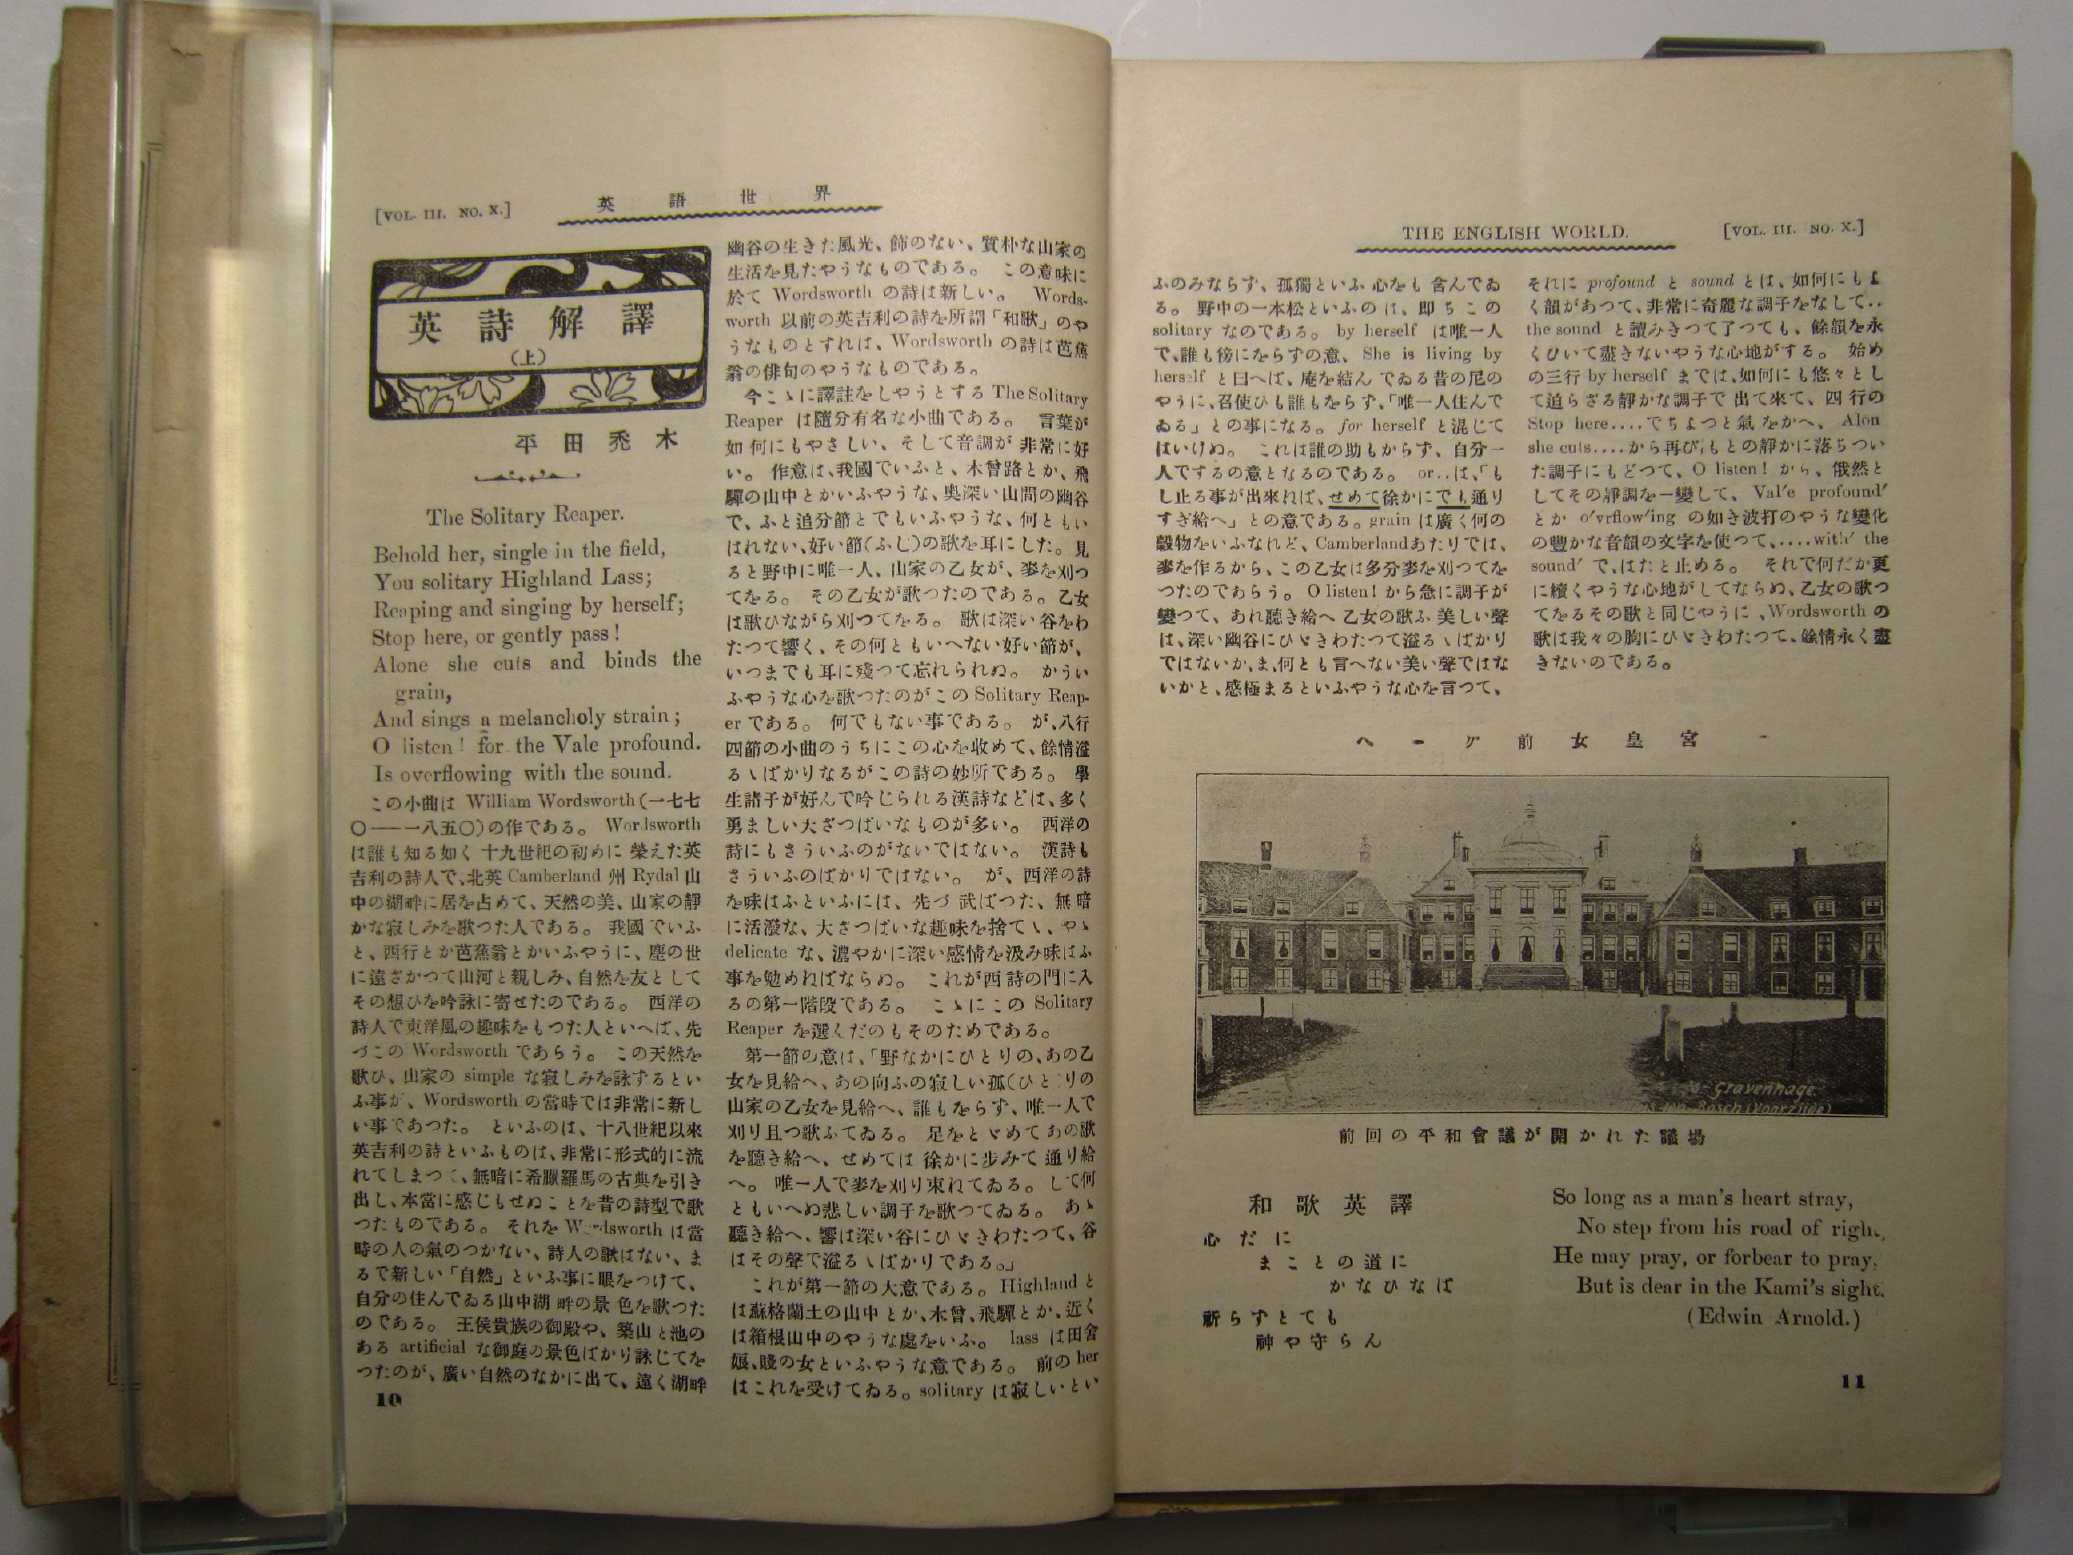 [VOL. III. NO. X.]
英語世界
英詩解譯
(上)
平田禿木
The Solitary Reaper.
Behold her, single in the field,
You solitary Highland Lass;
Reaping and singing by herself;
Stop here, or gently pass!
Alone she cuts and binds the
grain,
And sings a melancholy strain;
O listen! for the Vale profound.
Is overflowing with the sound.
この小曲は William Wordsworth(一七七
〇——一八五〇)の作である。 Wordsworth
は誰も知る如く十九世紀の初めに榮えた英
吉利の詩人で、北英 Camberland 州 Rydal 山
中の湖畔に居を占めて、天然の美、山家の靜
かな寂しみを歌つた人である。 我國でいふ
と、西行とか芭蕉翁とかいふやうに、塵の世
に遠ざかつて山河と親しみ、自然を友として
その想ひを吟詠に寄せたのである。 西洋の
詩人で東洋風の趣味をもつた人といへば、先
づこの Wordsworth であらう。 この天然を
歌ひ、山家の simple な寂しみを詠ずるとい
ふ事が、Wordsworth の當時では非常に新し
い事であつた。 といふのは、十八世紀以來
英吉利の詩といふものは、非常に形式的に流
れてしまつて、無暗に希臘羅馬の古典を引き
出し、本當に感じもせぬことを昔の詩型で歌
つたものである。 それを Wordsworth は當
時の人の氣のつかない、詩人の歌はない、ま
るで新しい「自然」といふ事に眼をつけて、
自分の住んでゐる山中湖畔の景色を歌つた
のである。 王侯貴族の御殿や、築山と池の
ある artificial な御庭の景色ばかり詠じてを
つたのが、廣い自然のなかに出て、遠く湖畔
10
幽谷の生きた風光、飾のない、質朴な山家の
生活を見たやうなものである。 この意味に
於て Wordsworth の詩は新しい。 Words-
worth 以前の英吉利の詩を所謂「和歌」のや
うなものとすれば、Wordsworth の詩は芭蕉
翁の俳句のやうなものである。
今こゝに譯註をしやうとする The Solitary
Reaper は隨分有名な小曲である。 言葉が
如何にもやさしい、そして音調が非常に好
い。 作意は、我國でいふと、木曾路とか、飛
驒の山中とかいふやうな、奧深い山間の幽谷
で、ふと追分節とでもいふやうな、何ともい
はれない、好い節(ふし)の歌を耳にした。見
ると野中に唯一人、山家の乙女が、麥を刈つ
てをる。 その乙女が歌つたのである。乙女
は歌ひながら刈つてをる。 歌は深い谷をわ
たつて響く、その何ともいへない好い節が、
いつまでも耳に殘つて忘れられぬ。 かうい
ふやうな心を歌つたのがこの Solitary Reap-
er である。 何でもない事である。 が、八行
四節の小曲のうちにこの心を收めて、餘情溢
るゝばかりなるがこの詩の妙所である。 學
生諸子が好んで吟じられる漢詩などは、多く
勇ましい大ざつぱいなものが多い。 西洋の
詩にもさういふのがないではない。 漢詩も
さういふのばかりではない。 が、西洋の詩
を味はふといふには、先づ武ばつた、無暗
に活潑な、大さつぱいな趣味を捨てゝ、やゝ
delicate な、濃やかに深い感情を汲み味はふ
事を勉めねばならぬ。 これが西詩の門に入
るの第一階段である。 こゝにこの Solitary
Reaper を選んだのもそのためである。
第一節の意は、「野なかにひとりの、あの乙
女を見給へ、あの向ふの寂しい孤(ひと)りの
山家の乙女を見給へ、誰もをらず、唯一人で
刈り且つ歌ふてゐる。 足をとゞめてあの歌
を聽き給へ、せめては徐かに步みて通り給
へ。 唯一人で麥を刈り束ねてゐる。して何
ともいへぬ悲しい調子を歌つてゐる。 あゝ
聽き給へ、響は深い谷にひゞきわたつて、谷
はその聲で溢るゝばかりである。」
これが第一節の大意である。Highland と
は蘇格蘭土の山中とか、木曾、飛驒とか、近く
は箱根山中のやうな處をいふ。 lass は田舍
娘、賤の女といふやうな意である。 前の her
はこれを受けてゐる。solitary は寂しいとい
THE ENGLISH WORLD.
[VOL. III. NO. X.]
ふのみならず、孤獨といふ心をも含んでゐ
る。 野中の一本松といふのは、即ちこの
solitary なのである。 by herself は唯一人
で、誰も傍にをらずの意、She is living by
herself と曰へば、庵を結んでゐる昔の尼の
やうに、召使ひも誰もをらず、「唯一人住んで
ゐる」との事になる。for herself と混じて
はいけぬ。 これは誰の助もからず、自分一
人でするの意となるのである。 or..は、「も
し止る事が出來れば、せめて徐かにでも通り
すぎ給へ」との意である。grain は廣く何の
穀物をいふなれど、Camberlandあたりでは、
麥を作るから、この乙女は多分麥を刈つてを
つたのであらう。O listen! から急に調子が
變つて、あれ聽き給へ乙女の歌ふ美しい聲
は、深い幽谷にひゞきわたつて溢るゝばかり
ではないか、ま、何とも言へない美い聲ではな
いかと、感極まるといふやうな心を言つて、
それに profound と sound とは、如何にもよ
く韻があつて、非常に奇麗な調子をなして..
the sound と讀みきつて了つても、餘韻を永
くひいて盡きないやうな心地がする。 始め
の三行 by herself までは、如何にも悠々とし
て迫らざる靜かな調子で出て來て、四行の
Stop here....でちよつと氣をかへ、Alon
she cuts....から再びもとの靜かに落ちつい
た調子にもどつて、O listen! から、俄然と
してその靜調を一變して、Val'e profound'
とか o'vrflow'ing の如き波打のやうな變化
の豐かな音韻の文字を使つて、....with' the
sound' で、はたと止める。 それで何だか更
に續くやうな心地がしてならぬ、乙女の歌つ
てをるその歌と同じやうに、Wordsworth の
歌は我々の胸にひゞきわたつて、餘情永く盡
きないのである。
ヘーグ前女皇宮
Gravenhage
前回の平和會議が開かれた議場
和歌英譯
心だに
まことの道に
かなひなば
祈らずとても
神や守らん
So long as a man's heart stray,
No step from his road of right,
He may pray, or forbear to pray,
But is dear in the Kami's sight.
(Edwin Arnold.)
11